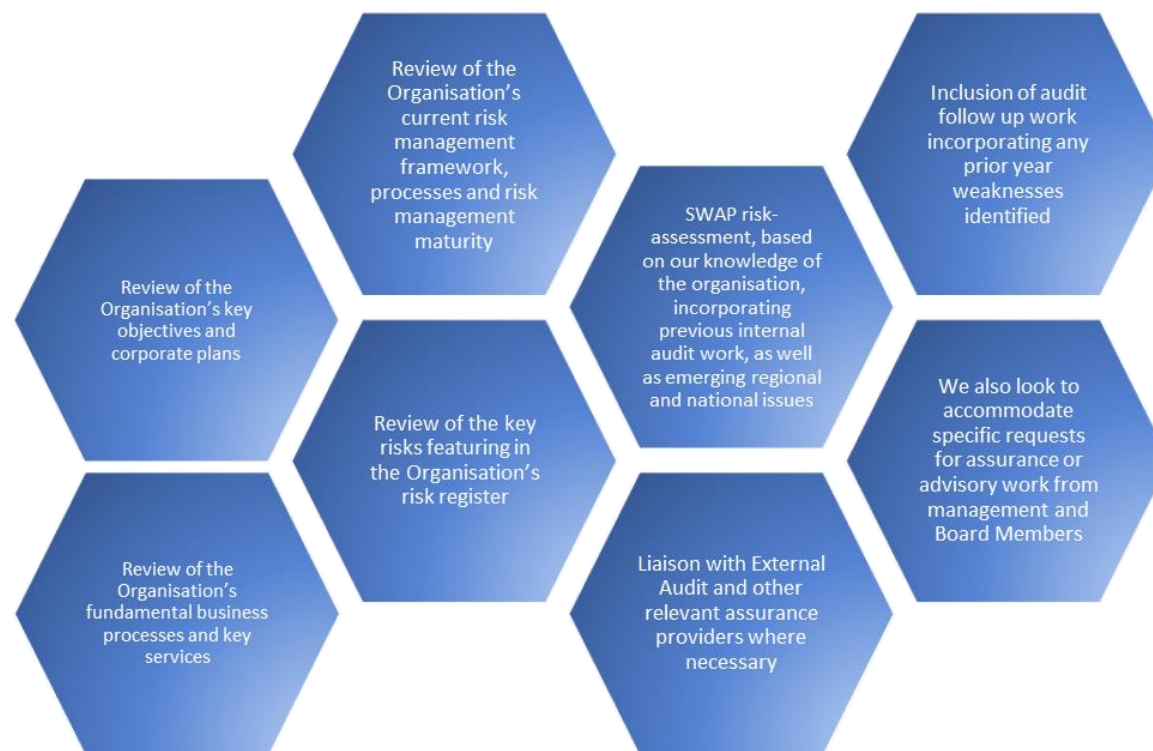 Review of the
Organisation’s key
objectives and
corporate plans
Review of the
Organisation’s
fundamental business
processes and key
services
Review of the
Organisation’s
current risk
management
framework,
processes and risk
management
maturity
Review of the key
risks featuring in
the Organisation’s
risk register
SWAP risk-
assessment, based
on our knowledge of
the organisation,
incorporating
previous internal
audit work, as well
as emerging regional
and national issues
Liaison with External
Audit and other
relevant assurance
providers where
necessary
Inclusion of audit
follow up work
incorporating any
prior year
weaknesses
identified
We also look to
accommodate
specific requests
for assurance or
advisory work from
management and
Board Members